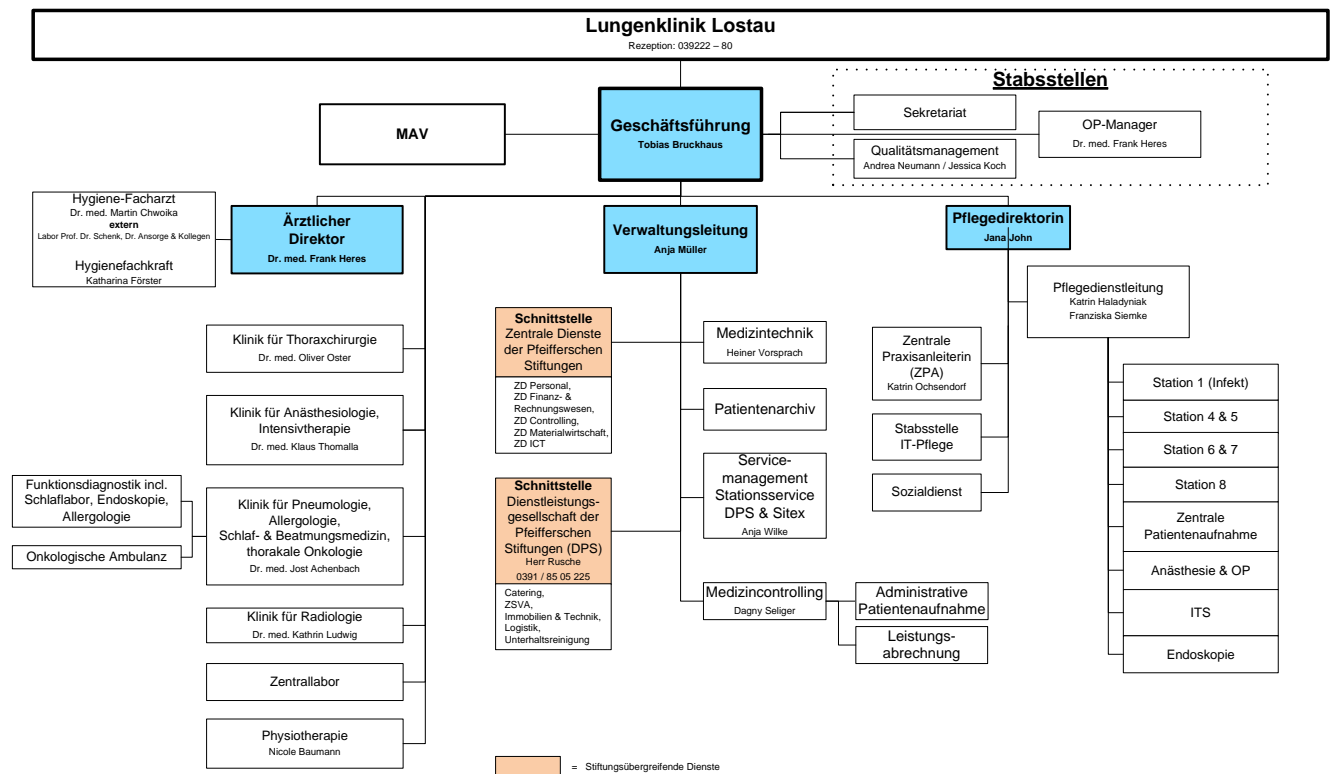 Lungenklinik Lostau
Rezeption: 039222 – 80
Stabsstellen
MAV
Geschäftsführung
Tobias Bruckhaus
Sekretariat
Qualitätsmanagement
Andrea Neumann / Jessica Koch
OP-Manager
Dr. med. Frank Heres
Hygiene-Facharzt
Dr. med. Martin Chwoika
extern
Labor Prof. Dr. Schenk, Dr. Ansorge & Kollegen
Hygienefachkraft
Katharina Förster
Ärztlicher
Direktor
Dr. med. Frank Heres
Verwaltungsleitung
Anja Müller
Pflegedirektorin
Jana John
Klinik für Thoraxchirurgie
Dr. med. Oliver Oster
Klinik für Anästhesiologie,
Intensivtherapie
Dr. med. Klaus Thomalla
Funktionsdiagnostik incl.
Schlaflabor, Endoskopie,
Allergologie
Onkologische Ambulanz
Klinik für Pneumologie,
Allergologie,
Schlaf- & Beatmungsmedizin,
thorakale Onkologie
Dr. med. Jost Achenbach
Klinik für Radiologie
Dr. med. Kathrin Ludwig
Zentrallabor
Physiotherapie
Nicole Baumann
Schnittstelle
Zentrale Dienste
der Pfeifferschen
Stiftungen
ZD Personal,
ZD Finanz- &
Rechnungswesen,
ZD Controlling,
ZD Materialwirtschaft,
ZD ICT
Schnittstelle
Dienstleistungs-
gesellschaft der
Pfeifferschen
Stiftungen (DPS)
Herr Rusche
0391 / 85 05 225
Catering,
ZSVA,
Immobilien & Technik,
Logistik,
Unterhaltsreinigung
Medizintechnik
Heiner Vorsprach
Patientenarchiv
Service-
management
Stationsservice
DPS & Sitex
Anja Wilke
Medizincontrolling
Dagny Seliger
Administrative
Patientenaufnahme
Leistungs-
abrechnung
Pflegedienstleitung
Katrin Haladyniak
Franziska Siemke
Zentrale
Praxisanleiterin
(ZPA)
Katrin Ochsendorf
Stabsstelle
IT-Pflege
Sozialdienst
Station 1 (Infekt)
Station 4 & 5
Station 6 & 7
Station 8
Zentrale
Patientenaufnahme
Anästhesie & OP
ITS
Endoskopie
= Stiftungsübergreifende Dienste